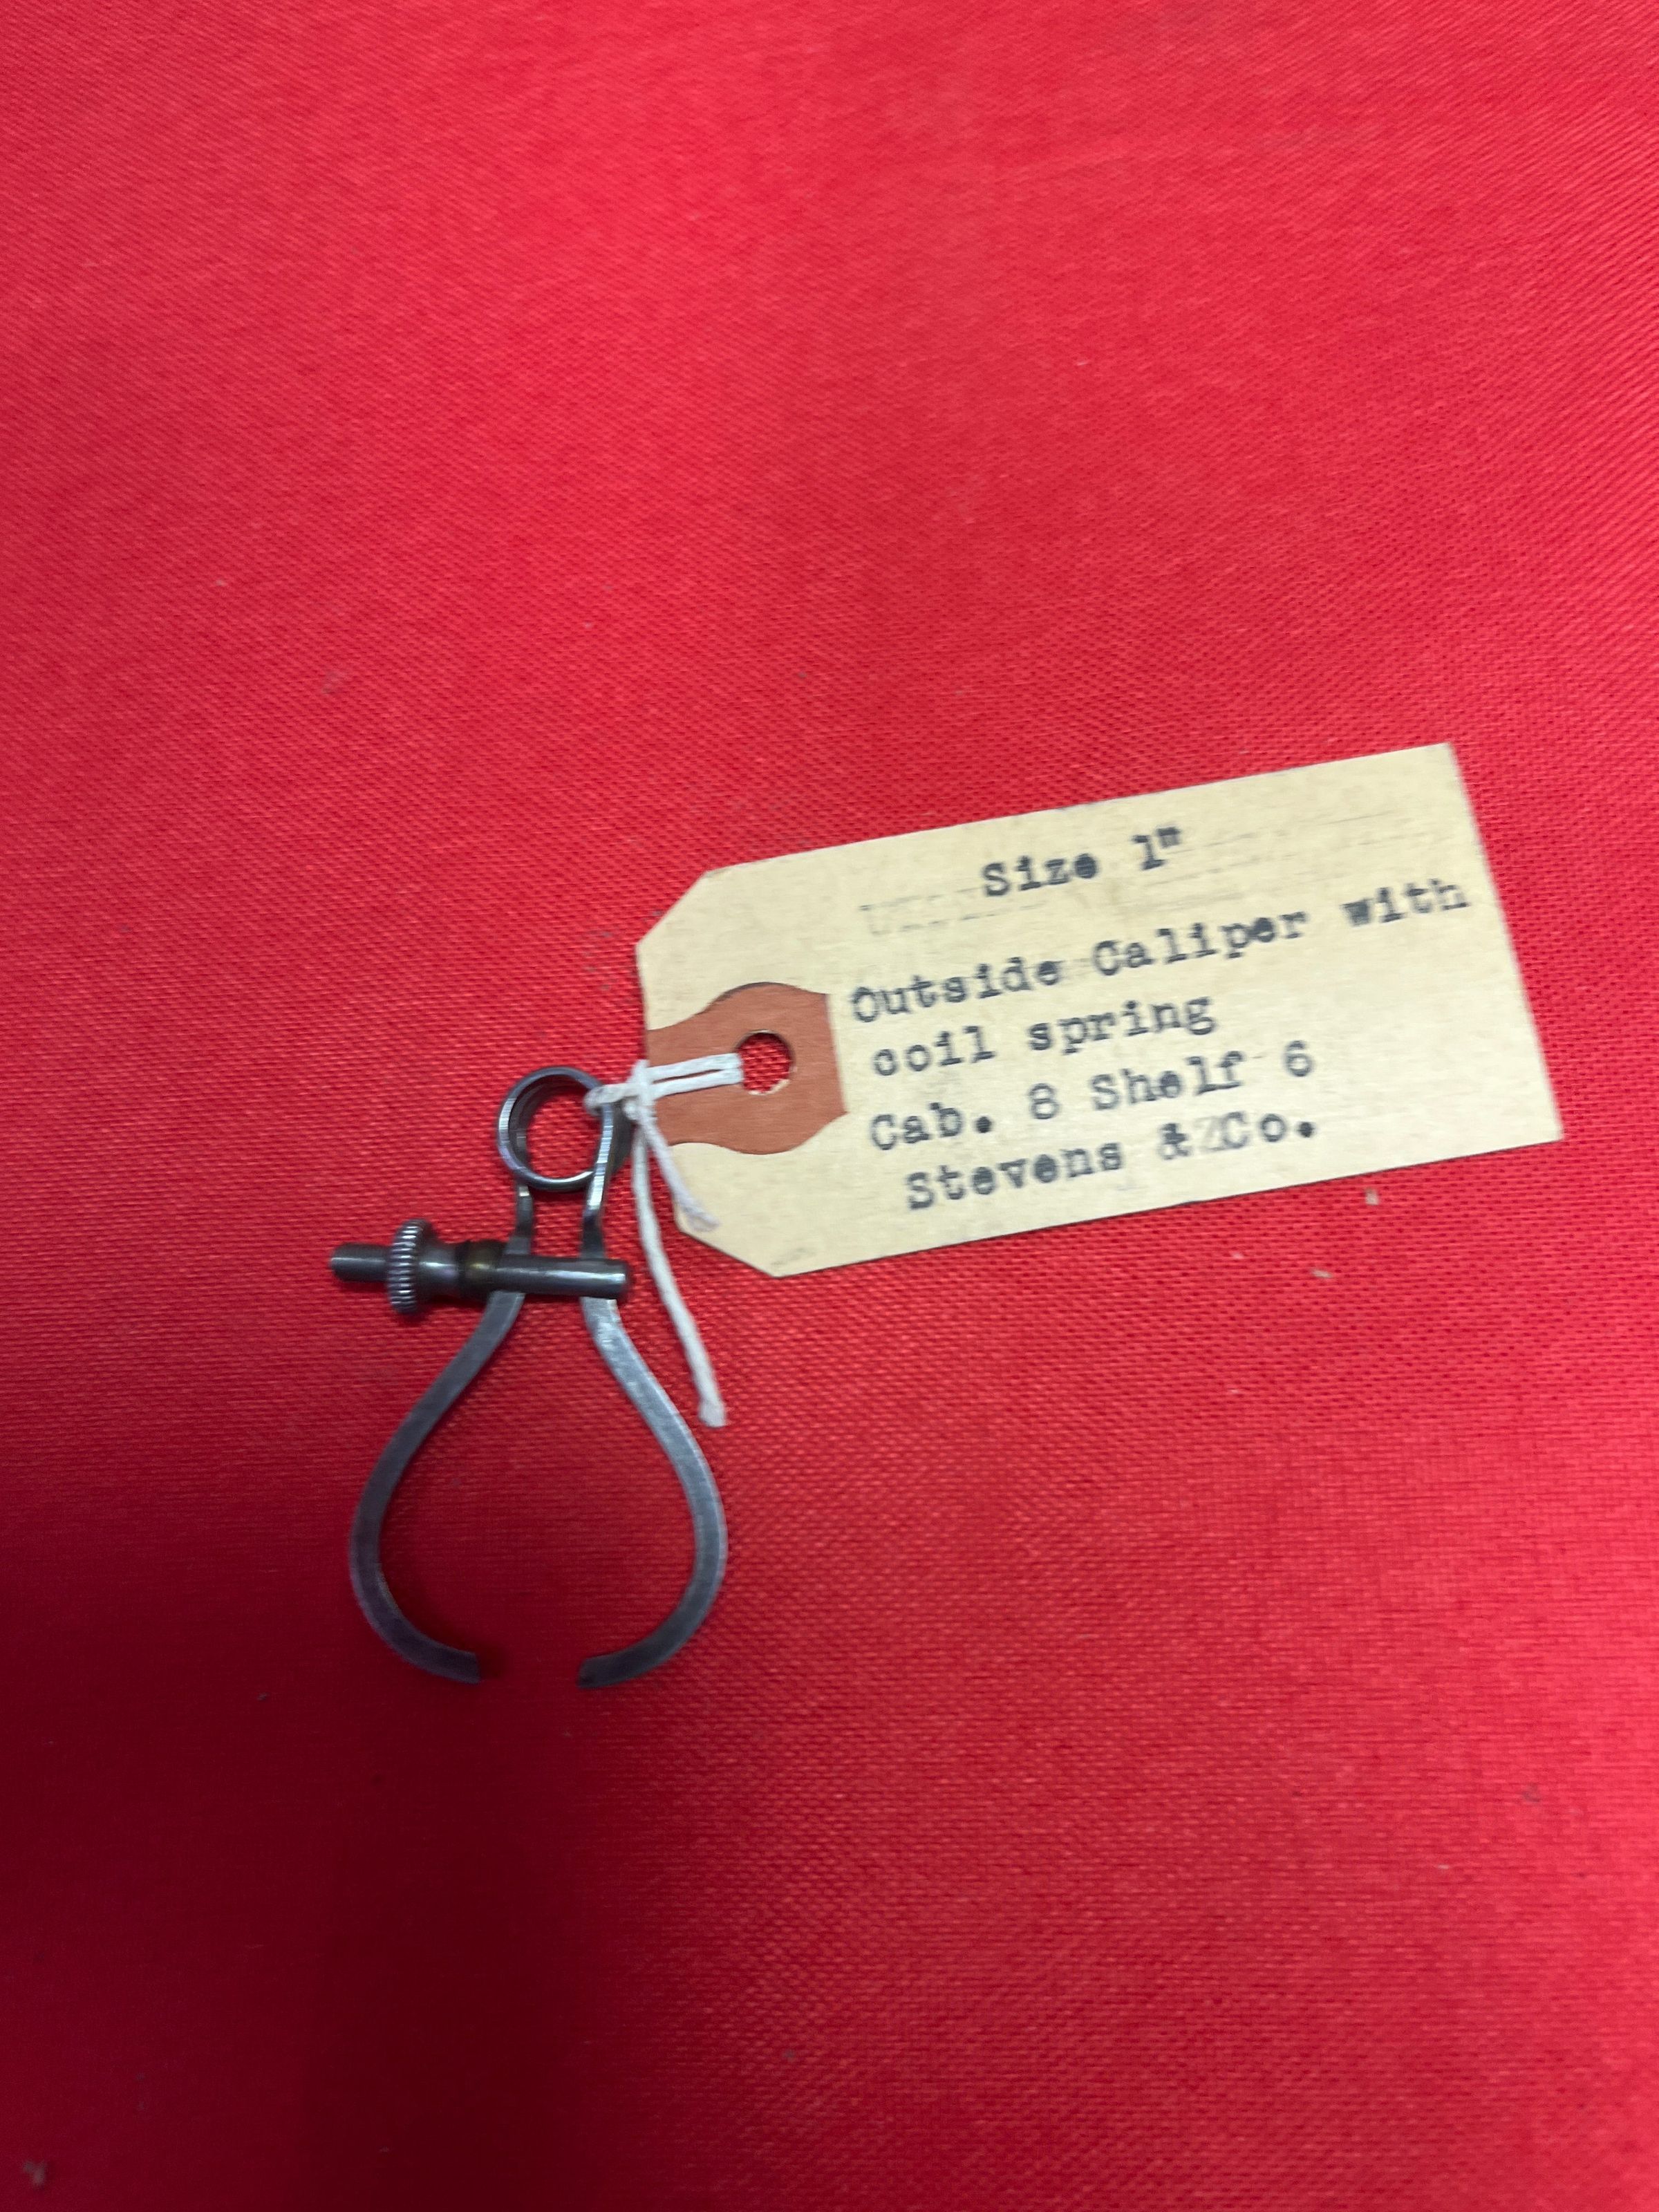 Size 1"
Outside Caliper with
coil spring
Cab. 8 Shelf 6
Stevens & Co.